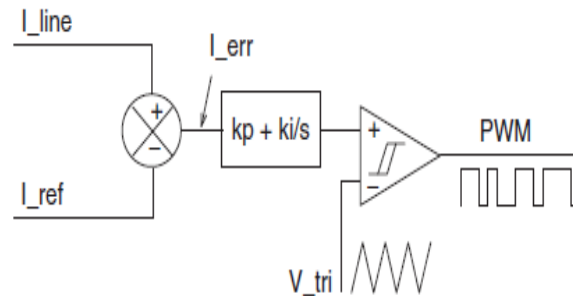 I_line
I_err
+
−
kp + ki/s
+
−
PWM
I_ref
V_tri